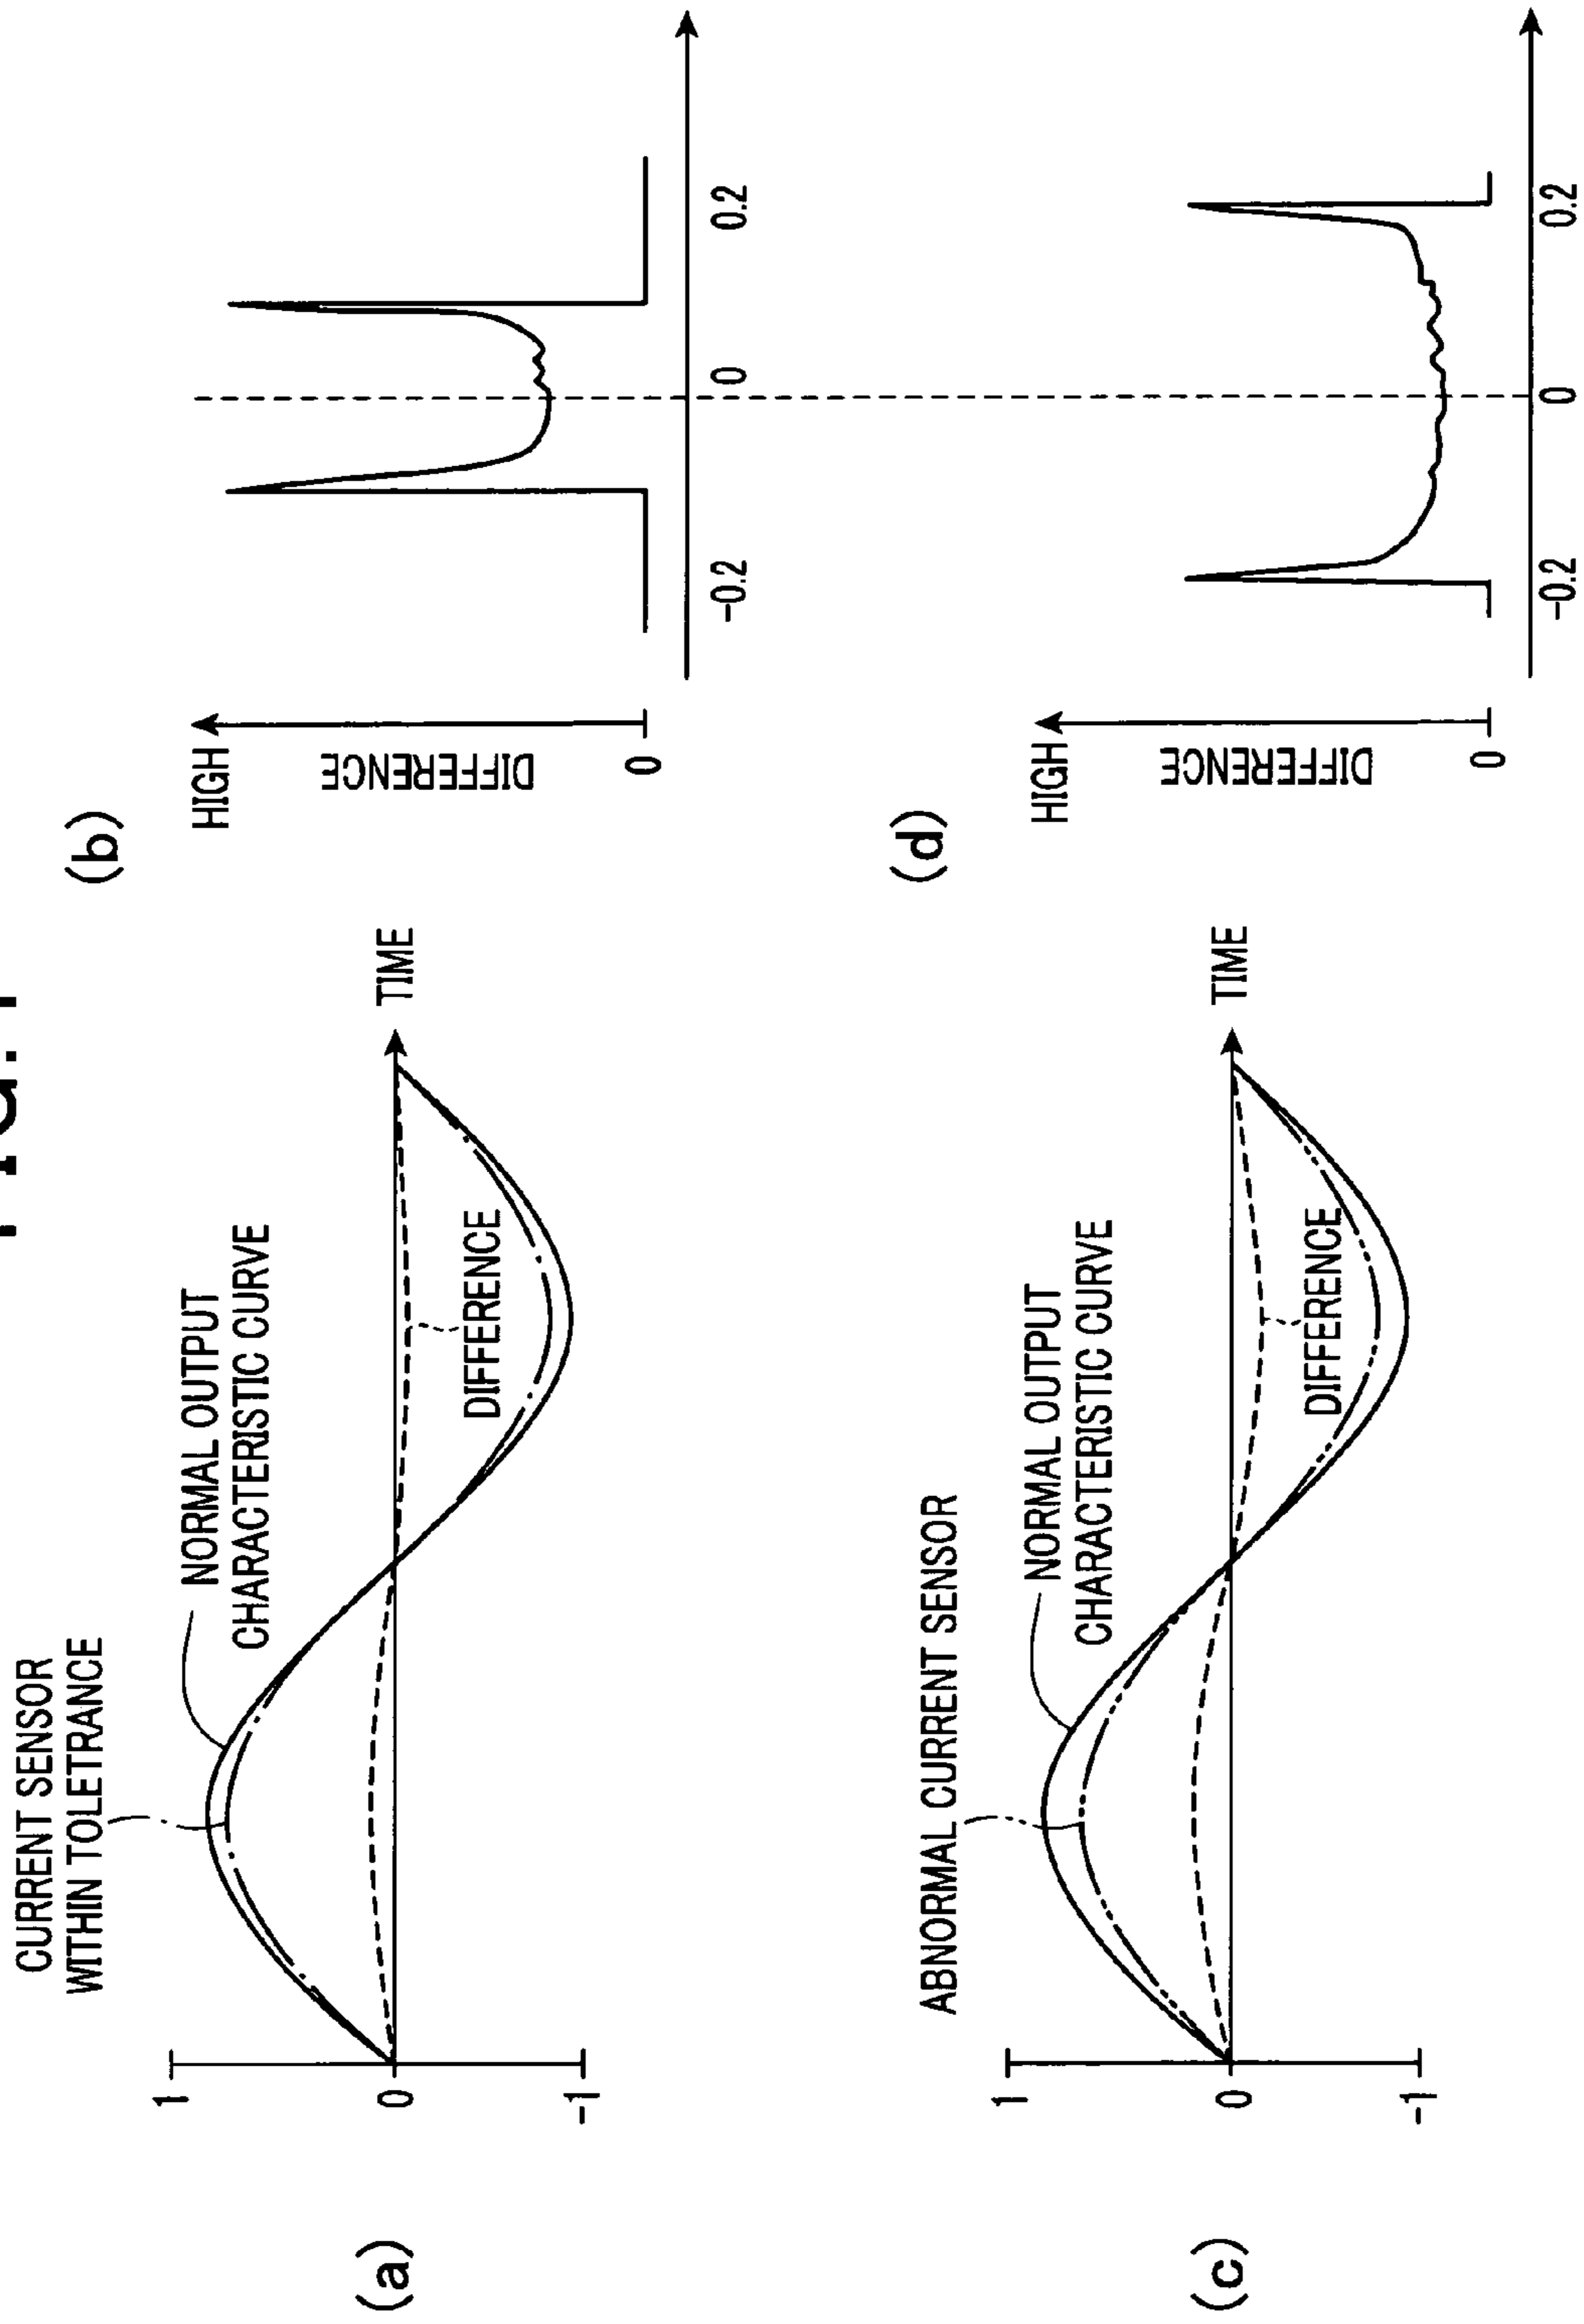 (a)
CURRENT SENSOR
WITHIN TOLETRANCE
NORMAL OUTPUT
CHARACTERISTIC CURVE
1
0
-1
DIFFERENCE
TIME
(b)
HIGH
DIFFERENCE
0
-0.2
0
0.2
(c)
ABNORMAL CURRENT SENSOR
NORMAL OUTPUT
CHARACTERISTIC CURVE
1
0
-1
DIFFERENCE
TIME
(d)
HIGH
DIFFERENCE
0
-0.2
0
0.2